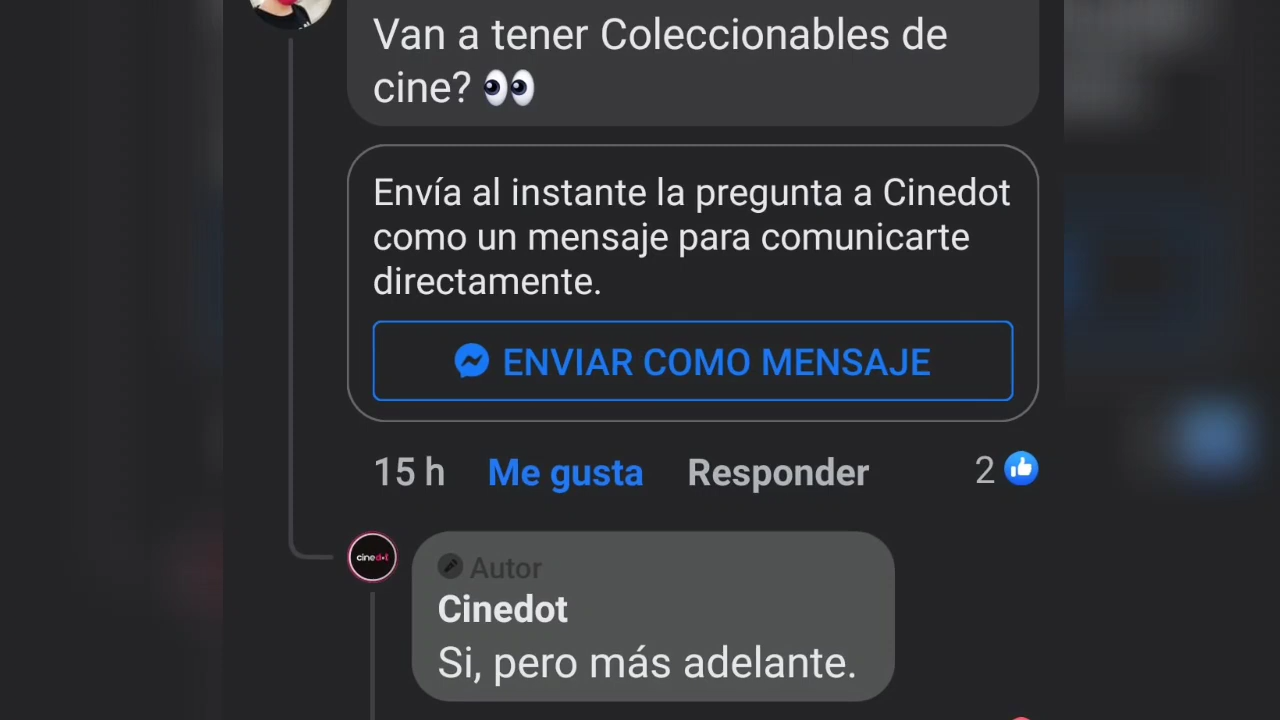 Van a tener Coleccionables de
cine? 👀
Envía al instante la pregunta a Cinedot
como un mensaje para comunicarte
directamente.
ENVIAR COMO MENSAJE
15 h Me gusta Responder 2
cinedot
Autor
Cinedot
Si, pero más adelante.